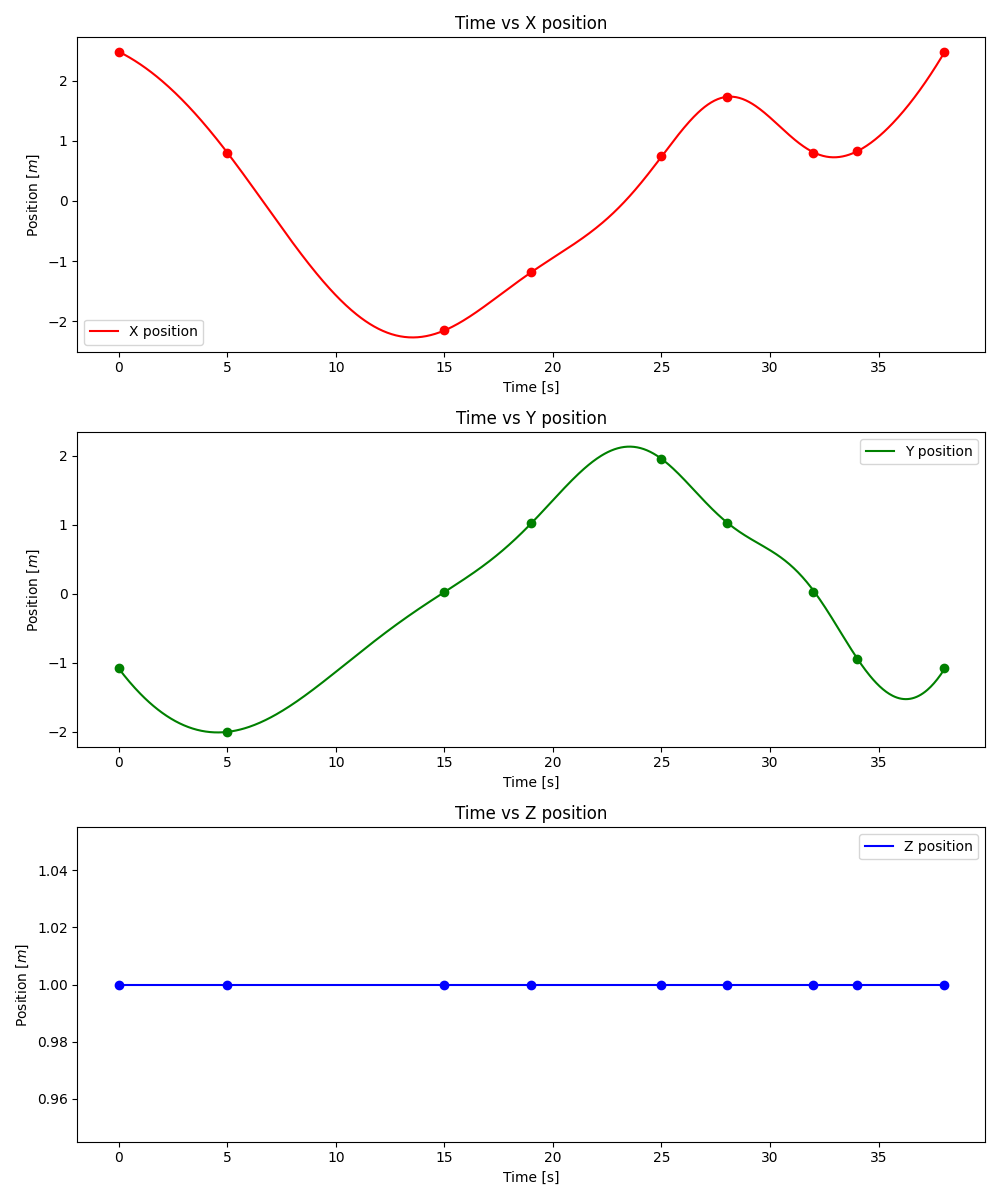 Time vs X position
2
1
0
−1
−2
Position [m]
X position
0 5 10 15 20 25 30 35
Time [s]
Time vs Y position
2
1
0
−1
−2
Position [m]
Y position
0 5 10 15 20 25 30 35
Time [s]
Time vs Z position
1.04
1.02
1.00
0.98
0.96
Position [m]
Z position
0 5 10 15 20 25 30 35
Time [s]